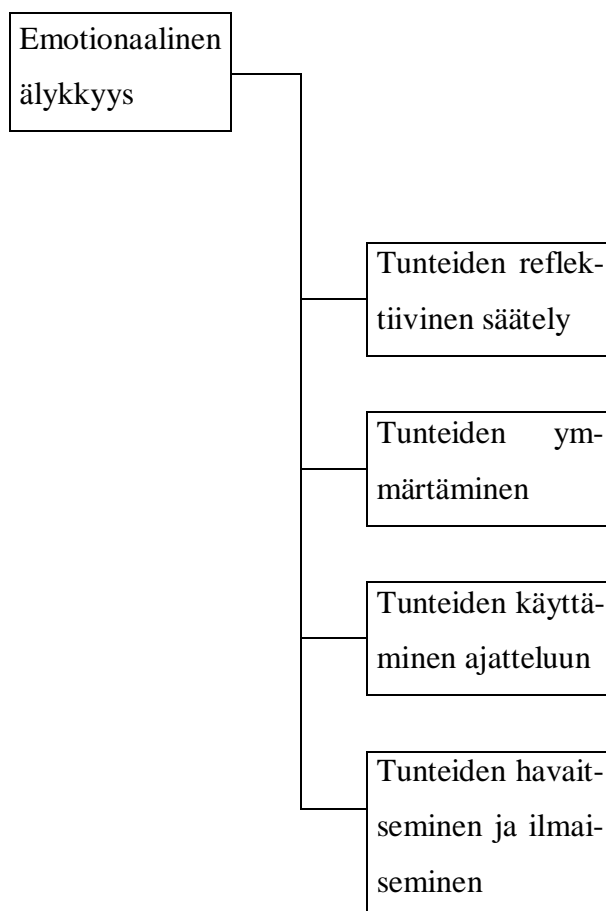 Emotionaalinen
älykkyys
Tunteiden reflek-
tiivinen säätely
Tunteiden ym-
märtäminen
Tunteiden käyttä-
minen ajatteluun
Tunteiden havait-
seminen ja ilmai-
seminen